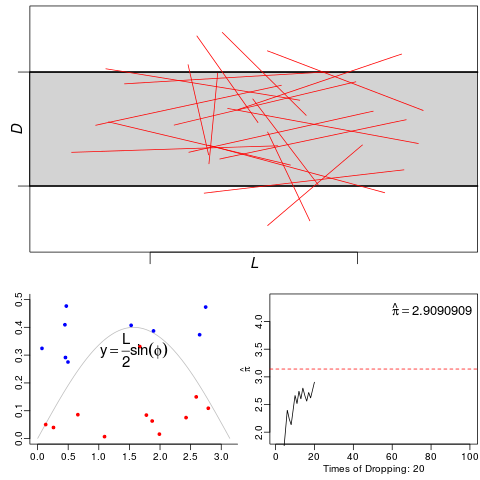 D
L
0.5
0.4
0.3
0.2
0.1
0.0
y = L/2 sin(ϕ)
0.0 0.5 1.0 1.5 2.0 2.5 3.0
π̂ = 2.9090909
4.0
3.5
3.0
2.5
2.0
π̂
0 20 40 60 80 100
Times of Dropping: 20